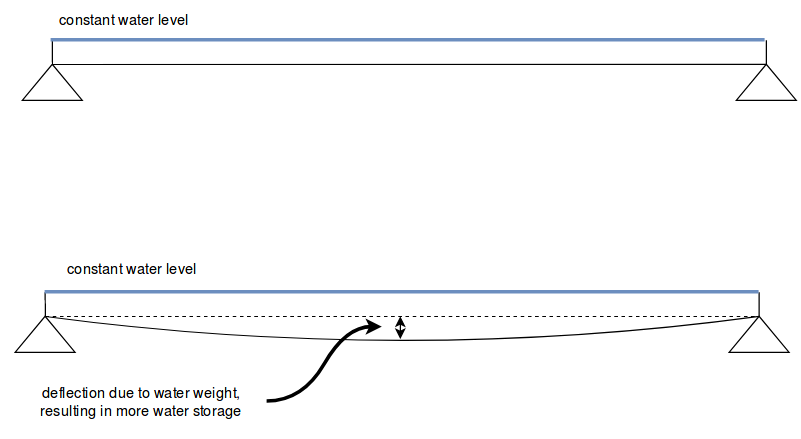 constant water level
constant water level
deflection due to water weight,
resulting in more water storage